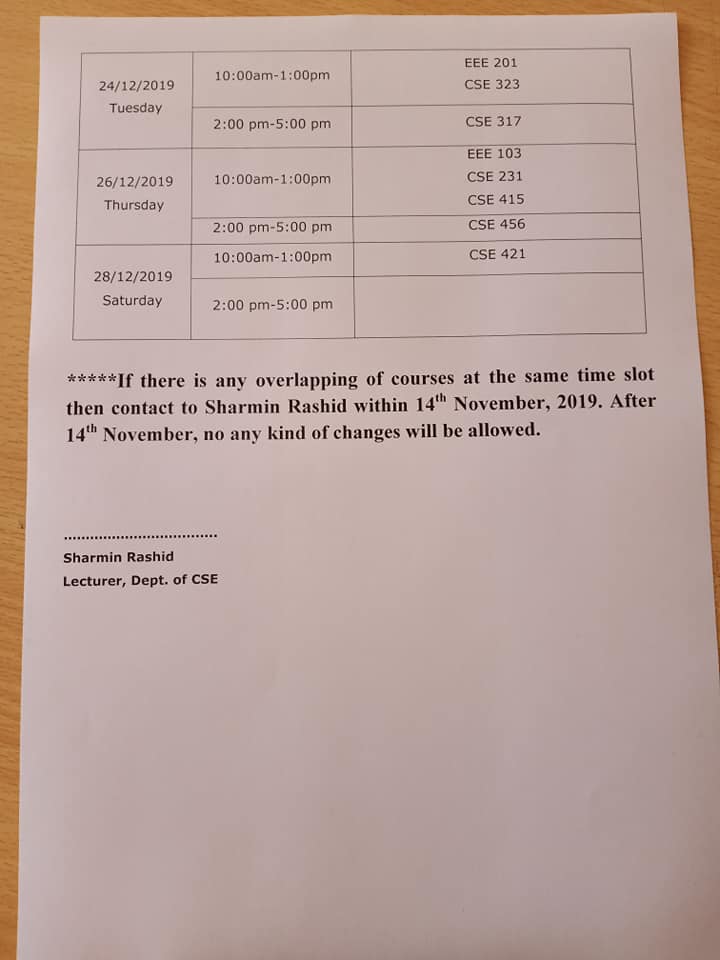 24/12/2019
Tuesday
10:00am-1:00pm
EEE 201
CSE 323
2:00 pm-5:00 pm
CSE 317
26/12/2019
Thursday
10:00am-1:00pm
EEE 103
CSE 231
CSE 415
2:00 pm-5:00 pm
CSE 456
28/12/2019
Saturday
10:00am-1:00pm
CSE 421
2:00 pm-5:00 pm
*****If there is any overlapping of courses at the same time slot
then contact to Sharmin Rashid within 14th November, 2019. After
14th November, no any kind of changes will be allowed.
...................................
Sharmin Rashid
Lecturer, Dept. of CSE